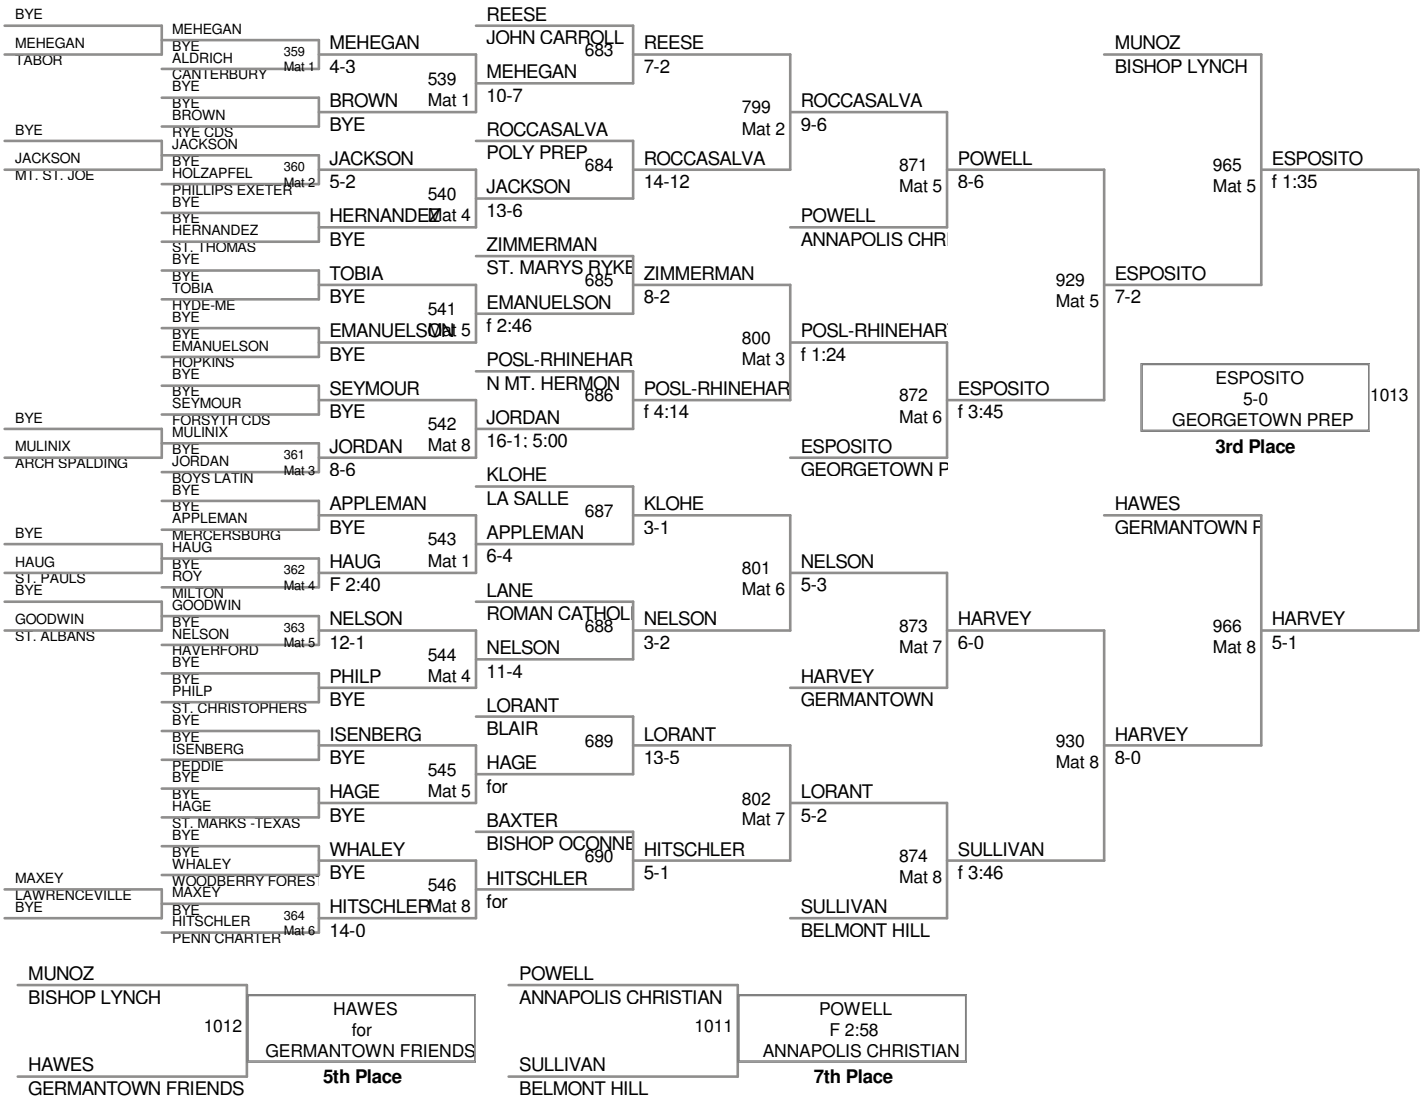 BYE
MEHEGAN
TABOR
BYE
JACKSON
MT. ST. JOE
BYE
MULINIX
ARCH SPALDING
BYE
HAUG
ST. PAULS
BYE
GOODWIN
ST. ALBANS
MAXEY
LAWRENCEVILLE
BYE
MEHEGAN
BYE
ALDRICH
359
Mat 1
CANTERBURY
BYE
BYE
BROWN
RYE CDS
JACKSON
BYE
HOLZAPFEL
360
Mat 2
PHILLIPS EXETER
BYE
BYE
HERNANDEZ
ST. THOMAS
BYE
BYE
TOBIA
HYDE-ME
BYE
BYE
EMANUELSON
HOPKINS
BYE
BYE
SEYMOUR
FORSYTH CDS
MULINIX
BYE
JORDAN
361
Mat 3
BOYS LATIN
BYE
BYE
APPLEMAN
MERCERSBURG
HAUG
BYE
ROY
362
Mat 4
MILTON
GOODWIN
BYE
NELSON
363
Mat 5
HAVERFORD
BYE
BYE
PHILP
ST. CHRISTOPHERS
BYE
BYE
ISENBERG
PEDDIE
BYE
BYE
HAGE
ST. MARKS -TEXAS
BYE
BYE
WHALEY
WOODBERRY FOREST
MAXEY
BYE
HITSCHLER
364
Mat 6
PENN CHARTER
MEHEGAN
4-3
539
Mat 1
BROWN
BYE
JACKSON
5-2
540
Mat 4
HERNANDEZ
BYE
TOBIA
BYE
541
Mat 5
EMANUELSON
BYE
SEYMOUR
BYE
542
Mat 8
JORDAN
8-6
APPLEMAN
BYE
543
Mat 1
HAUG
F 2:40
NELSON
12-1
544
Mat 4
PHILP
BYE
ISENBERG
BYE
545
Mat 5
HAGE
BYE
WHALEY
BYE
546
Mat 8
HITSCHLER
14-0
REESE
JOHN CARROLL
683
MEHEGAN
10-7
ROCCASALVA
POLY PREP
684
JACKSON
13-6
ZIMMERMAN
ST. MARYS RYKE
685
EMANUELSON
f 2:46
POSL-RHINEHAR
N MT. HERMON
686
JORDAN
16-1; 5:00
KLOHE
LA SALLE
687
APPLEMAN
6-4
LANE
ROMAN CATHOLI
688
NELSON
11-4
LORANT
BLAIR
689
HAGE
for
BAXTER
BISHOP OCONNE
690
HITSCHLER
for
REESE
7-2
799
Mat 2
ROCCASALVA
14-12
ZIMMERMAN
8-2
800
Mat 3
POSL-RHINEHAR
f 4:14
KLOHE
3-1
801
Mat 6
NELSON
3-2
LORANT
13-5
802
Mat 7
HITSCHLER
5-1
ROCCASALVA
9-6
871
Mat 5
POWELL
ANNAPOLIS CHRI
POSL-RHINEHAR
f 1:24
872
Mat 6
ESPOSITO
GEORGETOWN P
NELSON
5-3
873
Mat 7
HARVEY
GERMANTOWN
LORANT
5-2
874
Mat 8
SULLIVAN
BELMONT HILL
POWELL
8-6
929
Mat 5
ESPOSITO
f 3:45
HARVEY
6-0
930
Mat 8
SULLIVAN
f 3:46
MUNOZ
BISHOP LYNCH
965
Mat 5
ESPOSITO
7-2
HAWES
GERMANTOWN F
966
Mat 8
HARVEY
8-0
ESPOSITO
f 1:35
HARVEY
5-1
ESPOSITO
5-0
GEORGETOWN PREP
1013
3rd Place
MUNOZ
BISHOP LYNCH
1012
HAWES
GERMANTOWN FRIENDS
HAWES
for
GERMANTOWN FRIENDS
5th Place
POWELL
ANNAPOLIS CHRISTIAN
1011
SULLIVAN
BELMONT HILL
POWELL
F 2:58
ANNAPOLIS CHRISTIAN
7th Place